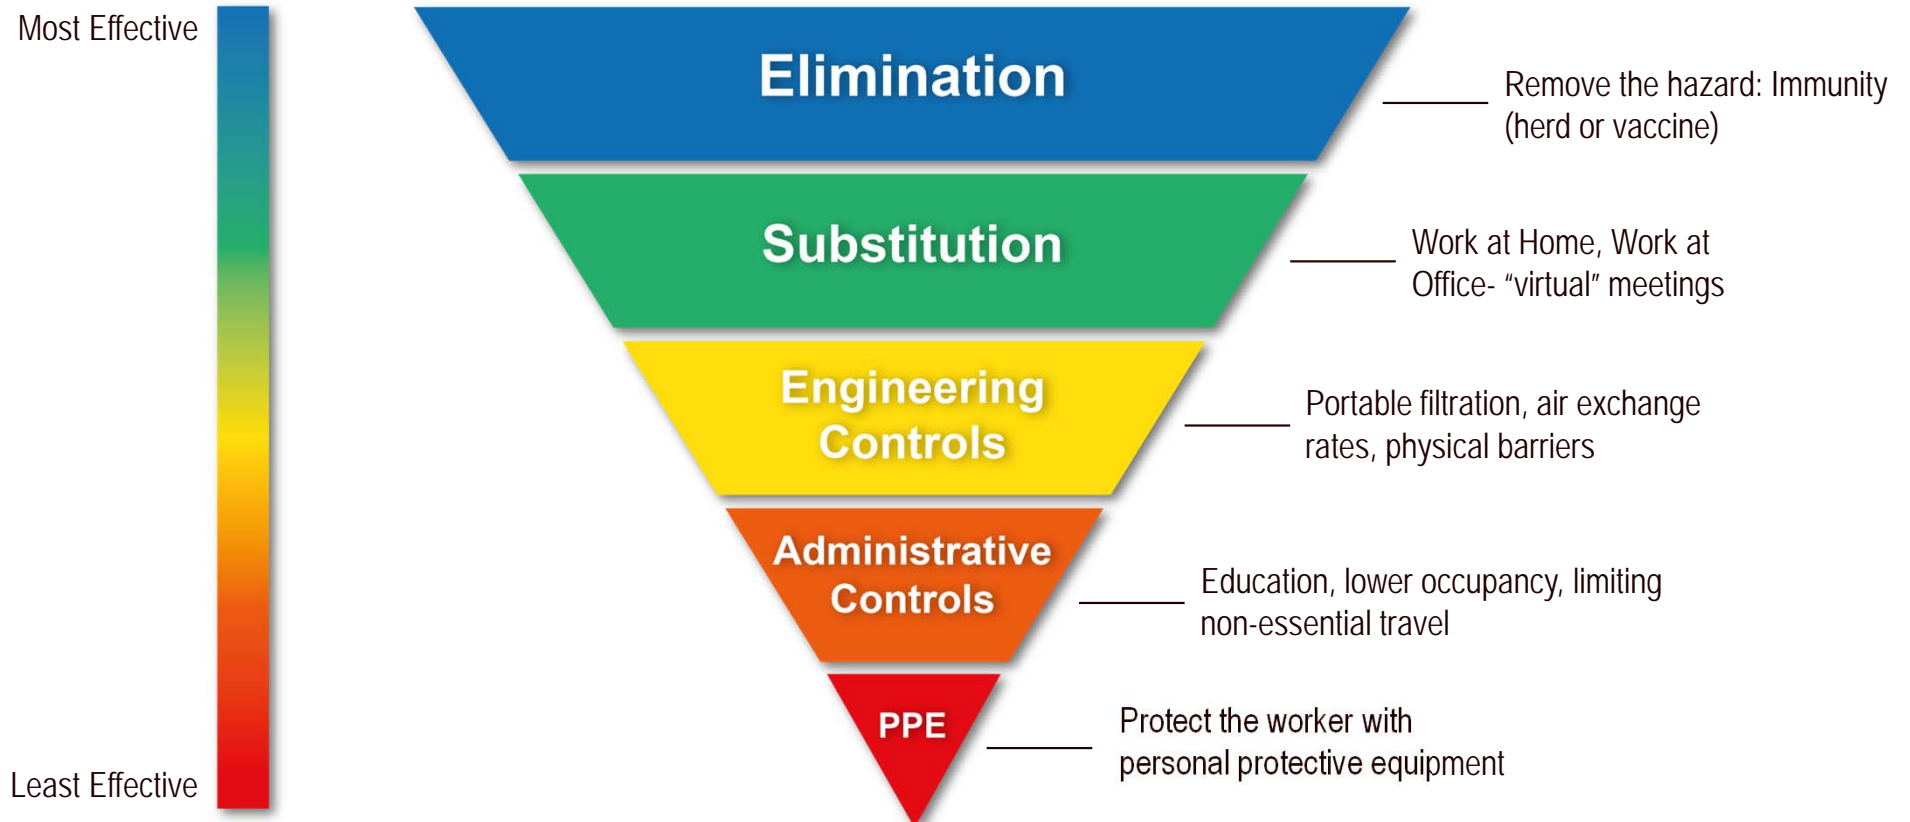 Most Effective
Elimination
Remove the hazard: Immunity
(herd or vaccine)
Substitution
Work at Home, Work at
Office- “virtual” meetings
Engineering
Controls
Portable filtration, air exchange
rates, physical barriers
Administrative
Controls
Education, lower occupancy, limiting
non-essential travel
PPE
Protect the worker with
personal protective equipment
Least Effective